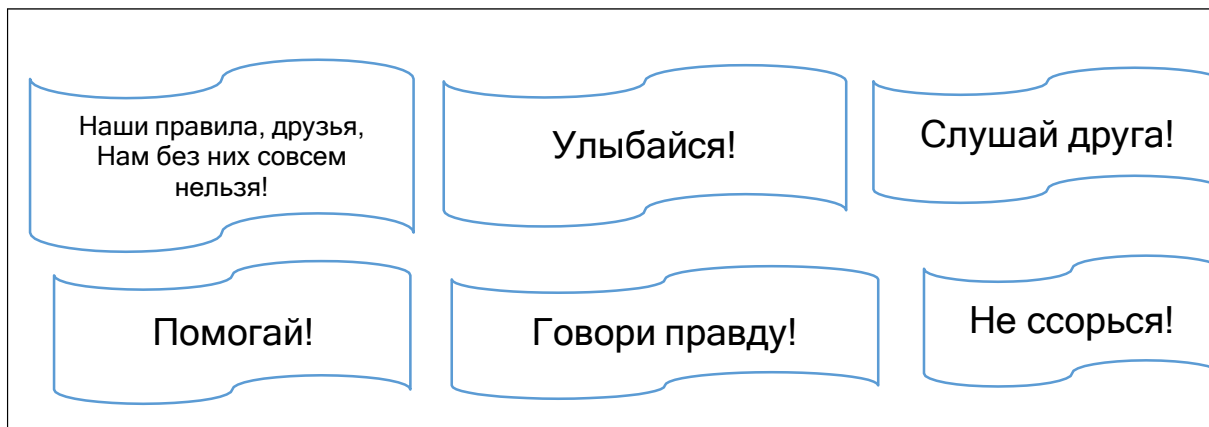 Наши правила, друзья,
Нам без них совсем
нельзя!
Улыбайся!
Слушай друга!
Помогай!
Говори правду!
Не ссорься!